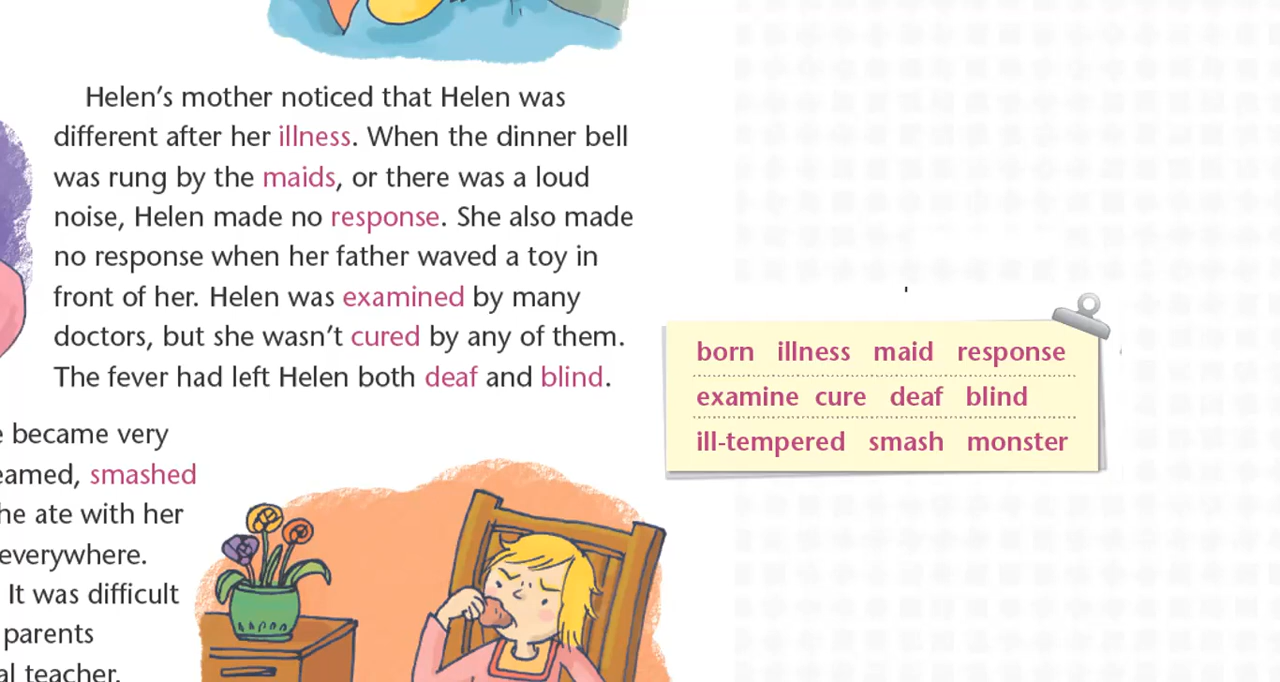 Helen's mother noticed that Helen was
different after her illness. When the dinner bell
was rung by the maids, or there was a loud
noise, Helen made no response. She also made
no response when her father waved a toy in
front of her. Helen was examined by many
doctors, but she wasn't cured by any of them.
The fever had left Helen both deaf and blind.
became very
smashed
ate with her
everywhere.
It was difficult
parents
teacher.
born illness maid response
examine cure deaf blind
ill-tempered smash monster